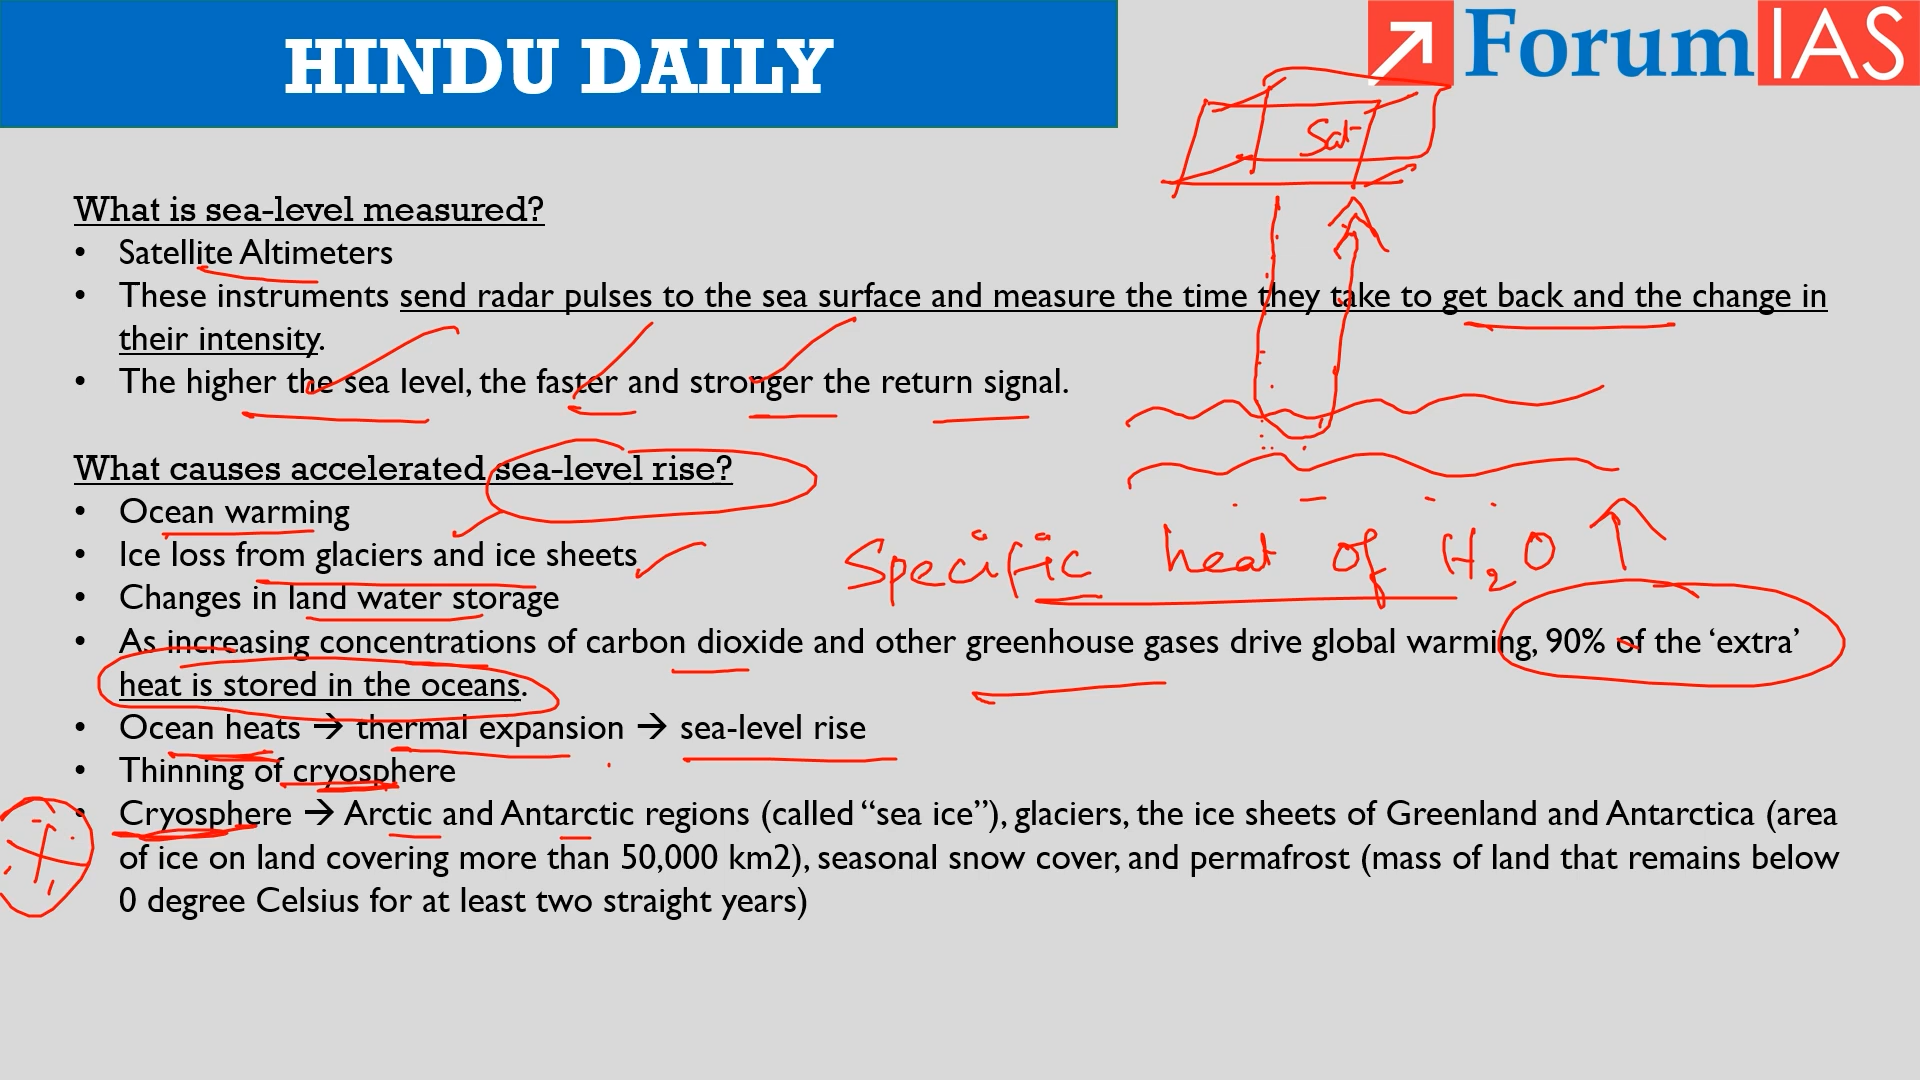 HINDU DAILY
ForumIAS
Sat
What is sea-level measured?
• Satellite Altimeters
• These instruments send radar pulses to the sea surface and measure the time they take to get back and the change in
their intensity.
• The higher the sea level, the faster and stronger the return signal.
What causes accelerated sea-level rise?
• Ocean warming
• Ice loss from glaciers and ice sheets
Specific heat of H₂O ↑
• Changes in land water storage
• As increasing concentrations of carbon dioxide and other greenhouse gases drive global warming, 90% of the ‘extra’
heat is stored in the oceans.
• Ocean heats → thermal expansion → sea-level rise
• Thinning of cryosphere
• Cryosphere → Arctic and Antarctic regions (called “sea ice”), glaciers, the ice sheets of Greenland and Antarctica (area
of ice on land covering more than 50,000 km2), seasonal snow cover, and permafrost (mass of land that remains below
0 degree Celsius for at least two straight years)